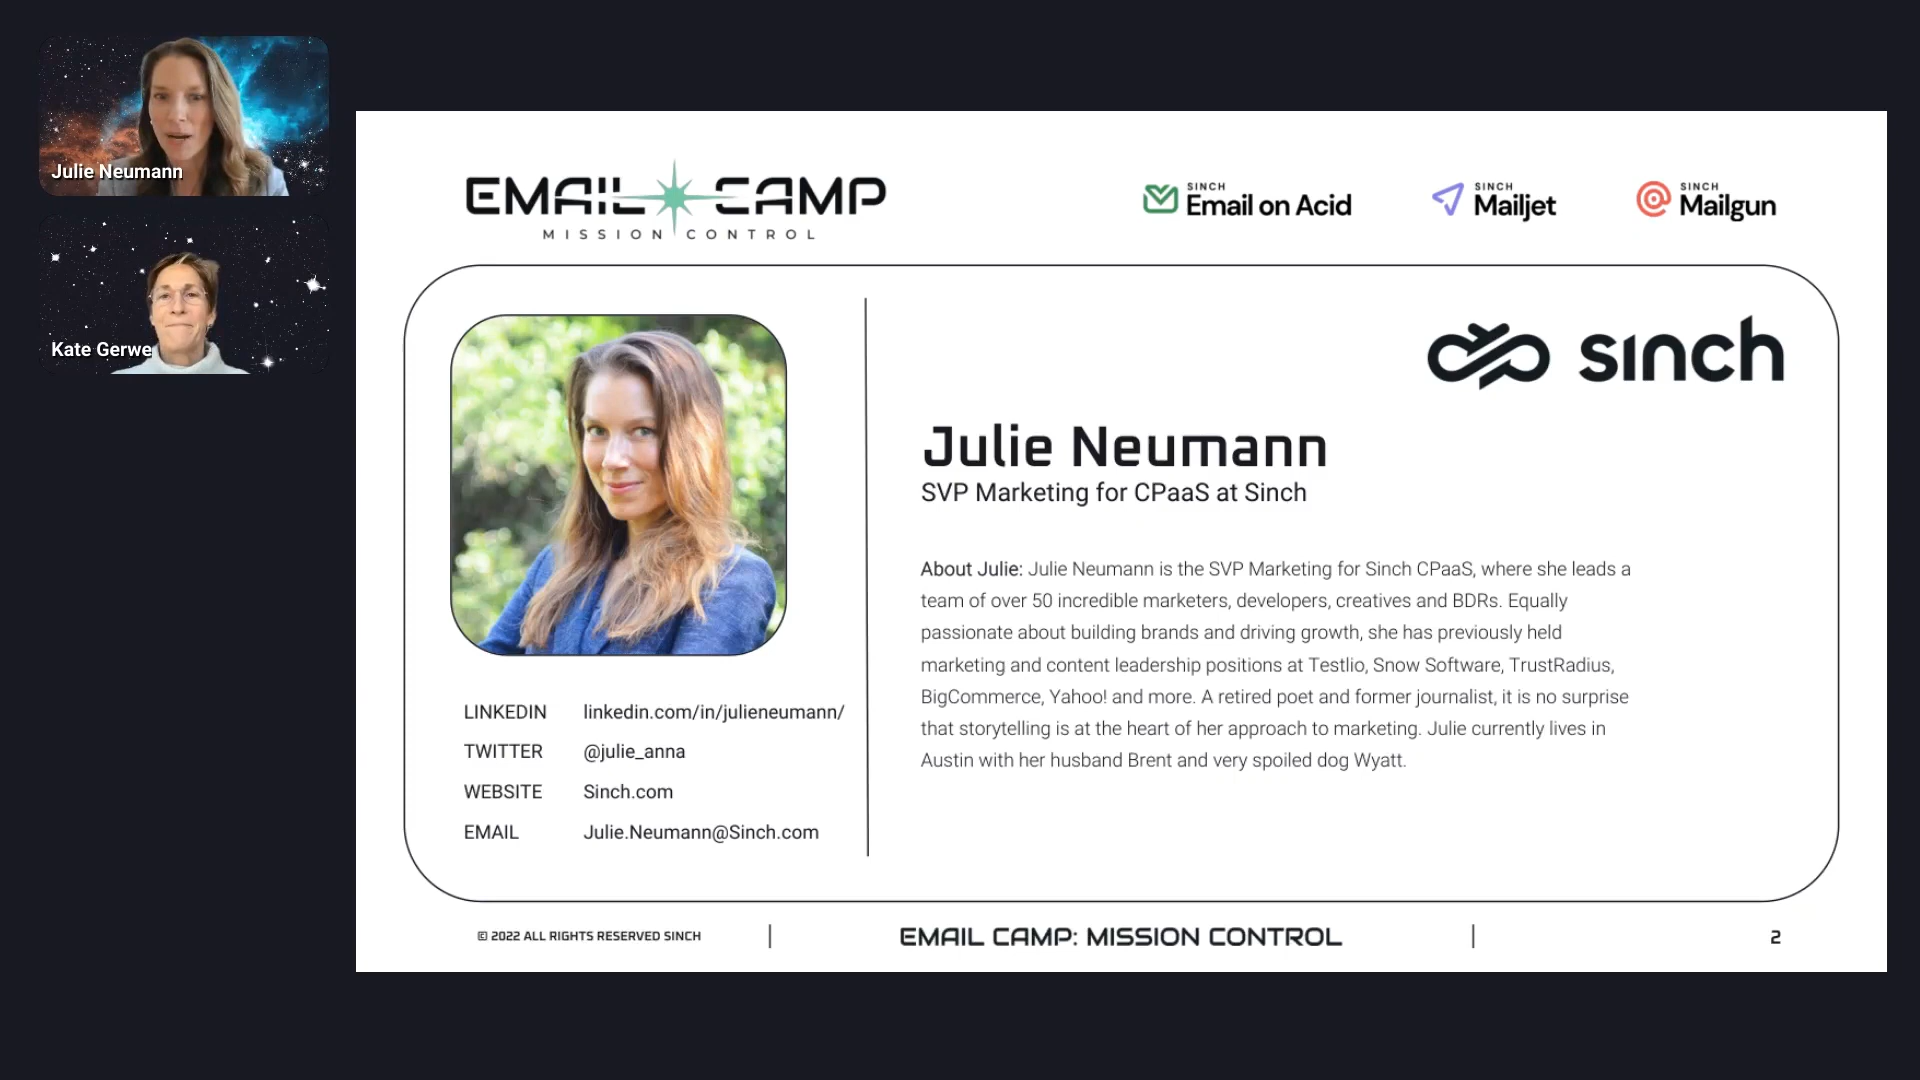 Julie Neumann
Kate Gerwe
EMAIL CAMP
MISSION CONTROL
SINCH
Email on Acid
SINCH
Mailjet
SINCH
Mailgun
sinch
Julie Neumann
SVP Marketing for CPaaS at Sinch
About Julie: Julie Neumann is the SVP Marketing for Sinch CPaaS, where she leads a
team of over 50 incredible marketers, developers, creatives and BDRs. Equally
passionate about building brands and driving growth, she has previously held
marketing and content leadership positions at Testlio, Snow Software, TrustRadius,
BigCommerce, Yahoo! and more. A retired poet and former journalist, it is no surprise
that storytelling is at the heart of her approach to marketing. Julie currently lives in
Austin with her husband Brent and very spoiled dog Wyatt.
LINKEDIN linkedin.com/in/julieneumann/
TWITTER @julie_anna
WEBSITE Sinch.com
EMAIL Julie.Neumann@Sinch.com
© 2022 ALL RIGHTS RESERVED SINCH
EMAIL CAMP: MISSION CONTROL
2